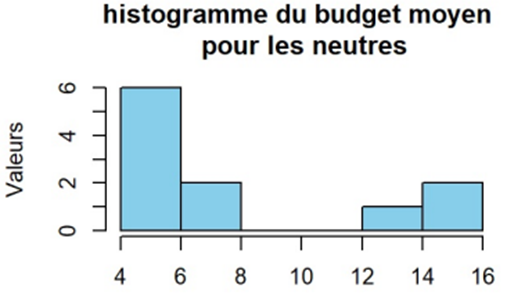 histogramme du budget moyen
pour les neutres
Valeurs
6
4
2
0
4 6 8 10 12 14 16